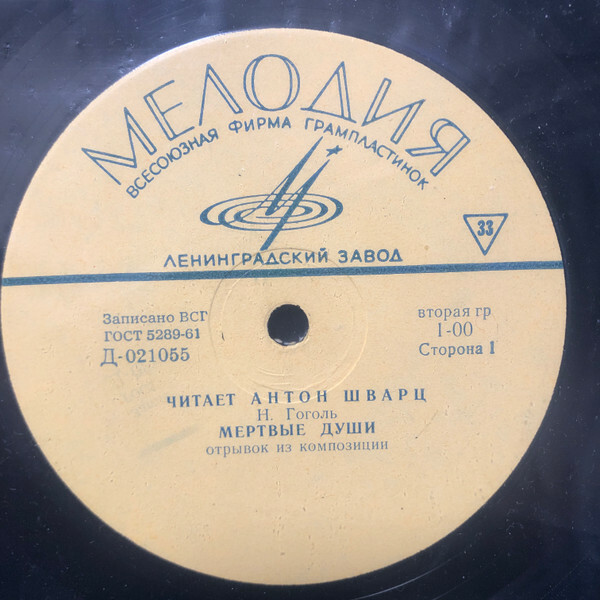 МЕЛОДИЯ
ВСЕСОЮЗНАЯ ФИРМА ГРАМПЛАСТИНОК
33
ЛЕНИНГРАДСКИЙ ЗАВОД
Записано ВСГ
ГОСТ 5289-61
Д-021055
вторая гр
1-00
Сторона 1
ЧИТАЕТ АНТОН ШВАРЦ
Н. Гоголь
МЕРТВЫЕ ДУШИ
отрывок из композиции